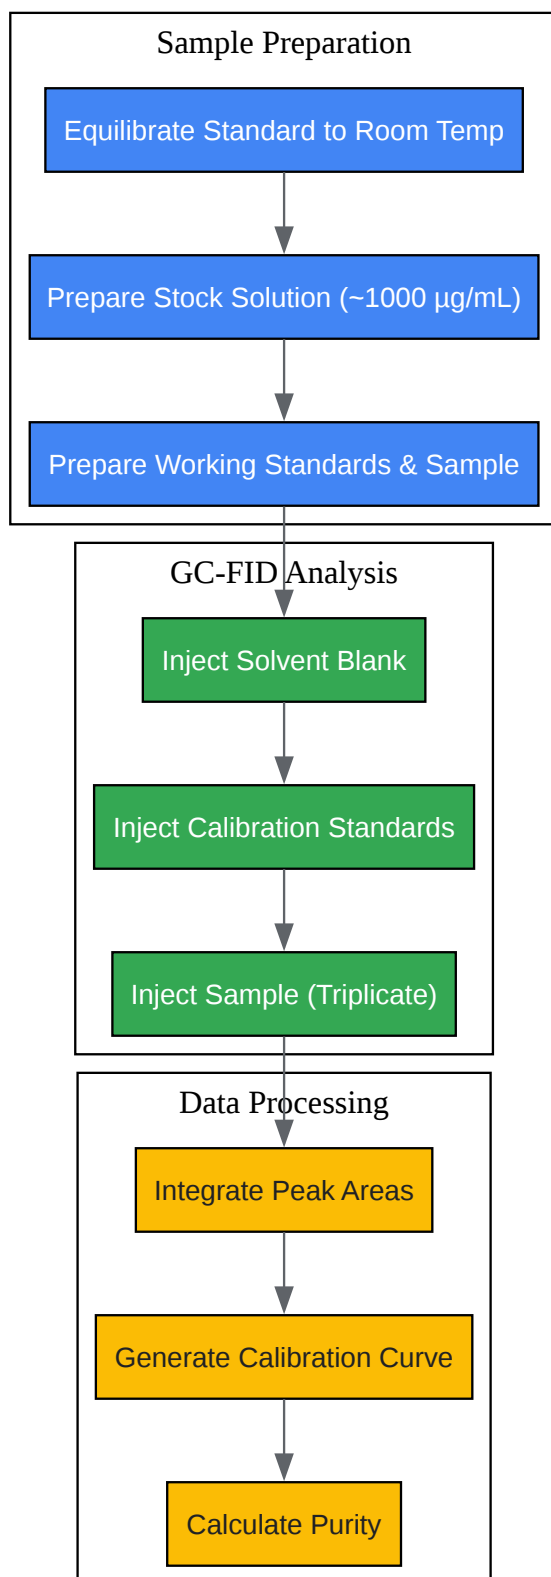 Sample Preparation
Equilibrate Standard to Room Temp
Prepare Stock Solution (~1000 µg/mL)
Prepare Working Standards & Sample
GC-FID Analysis
Inject Solvent Blank
Inject Calibration Standards
Inject Sample (Triplicate)
Data Processing
Integrate Peak Areas
Generate Calibration Curve
Calculate Purity